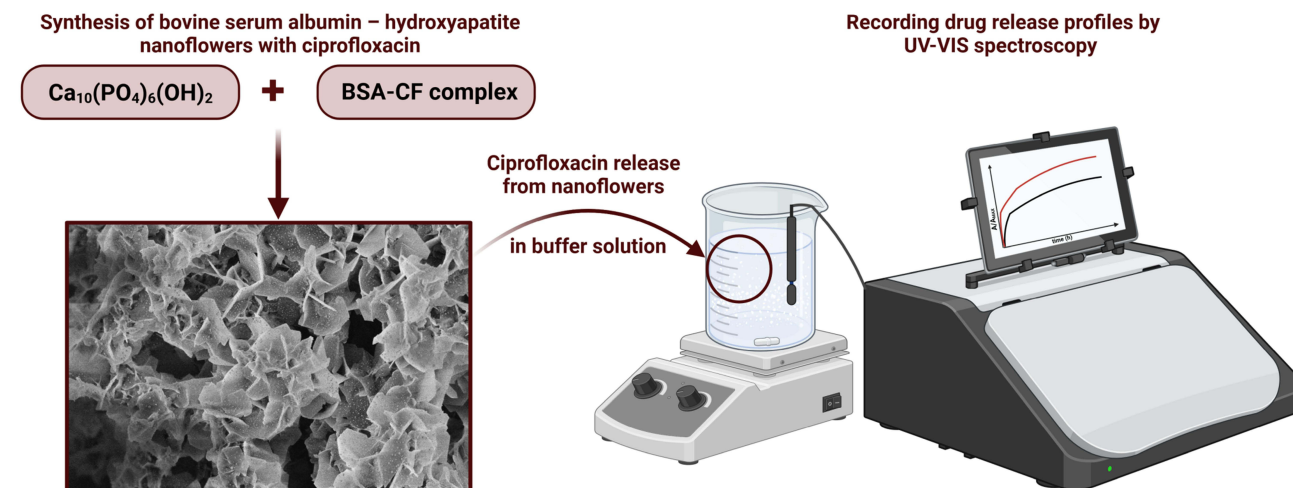 Synthesis of bovine serum albumin – hydroxyapatite
nanoflowers with ciprofloxacin
Ca₁₀(PO₄)₆(OH)₂
+
BSA-CF complex
Ciprofloxacin release
from nanoflowers
in buffer solution
Recording drug release profiles by
UV-VIS spectroscopy
A/Aₘₐₓ
time (h)